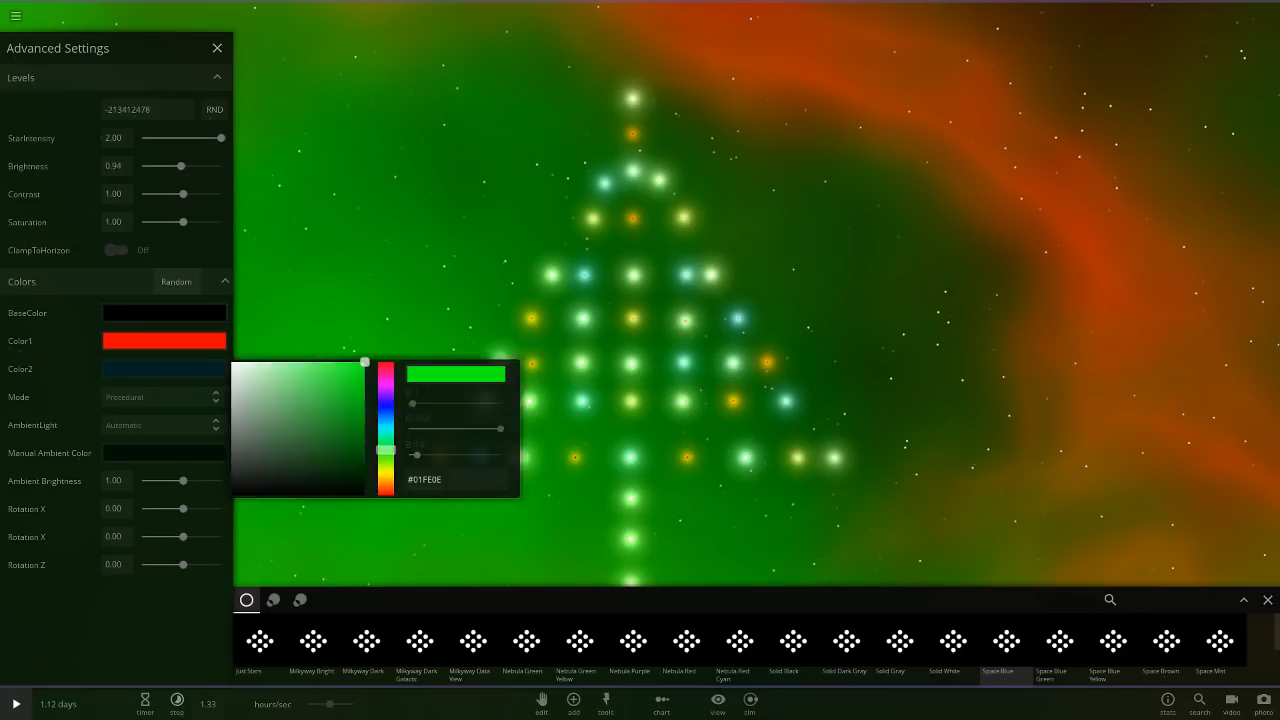 Advanced Settings
Levels
-213412478 RND
StarIntensity 2.00
Brightness 0.94
Contrast 1.00
Saturation 1.00
ClampToHorizon Off
Colors Random
BaseColor
Color1
Color2
Mode Procedural
AmbientLight Automatic
Manual Ambient Color
Ambient Brightness 1.00
Rotation X 0.00
Rotation X 0.00
Rotation Z 0.00
#01FE0E
Just Stars
Milkyway Bright
Milkyway Dark
Milkyway Dark
Galactic
Milkyway Data
View
Nebula Green
Nebula Green
Yellow
Nebula Purple
Nebula Red
Nebula Red
Cyan
Solid Black
Solid Dark Gray
Solid Gray
Solid White
Space Blue
Space Blue
Green
Space Blue
Yellow
Space Brown
Space Mist
1.12 days
timer
step
1.33 hours/sec
edit
add
tools
chart
view
sim
stats
search
video
photo